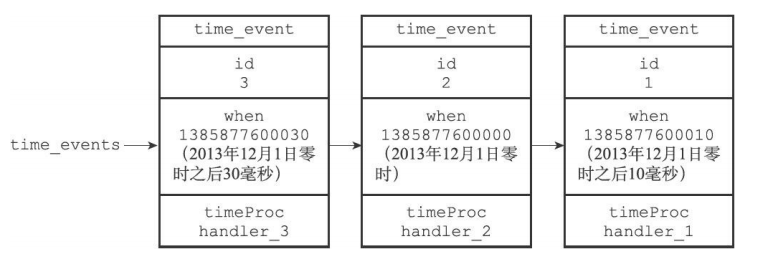 time_event
id
3
when
1385877600030
(2013年12月1日零
时之后30毫秒)
timeProc
handler_3
time_event
id
2
when
1385877600000
(2013年12月1日零
时)
timeProc
handler_2
time_event
id
1
when
1385877600010
(2013年12月1日零
时之后10毫秒)
timeProc
handler_1
time_events